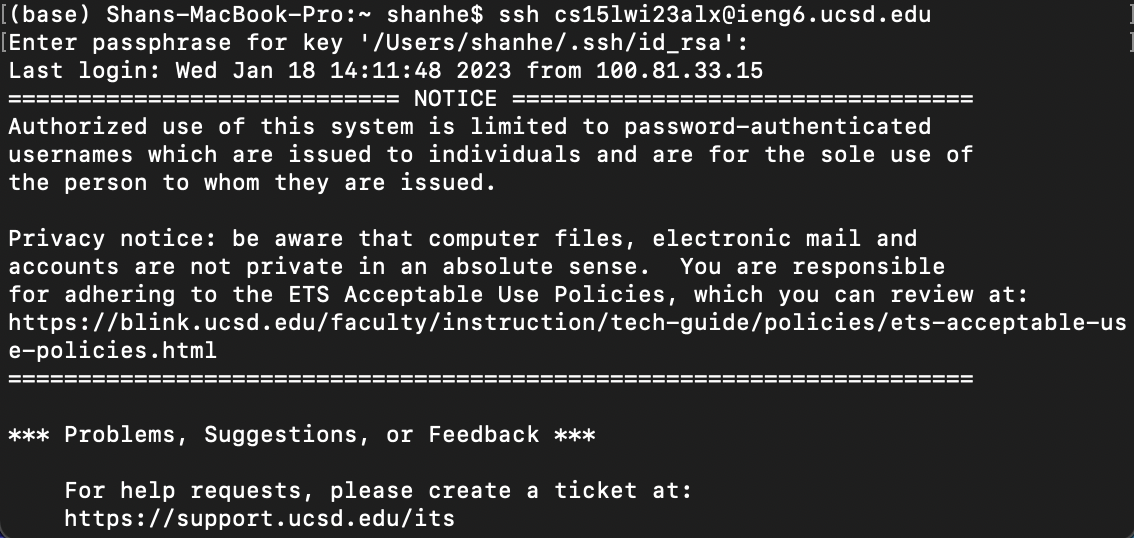 (base) Shans-MacBook-Pro:~ shanhe$ ssh cs15lwi23alx@ieng6.ucsd.edu
Enter passphrase for key '/Users/shanhe/.ssh/id_rsa':
Last login: Wed Jan 18 14:11:48 2023 from 100.81.33.15
============================ NOTICE =================================
Authorized use of this system is limited to password-authenticated
usernames which are issued to individuals and are for the sole use of
the person to whom they are issued.

Privacy notice: be aware that computer files, electronic mail and
accounts are not private in an absolute sense.  You are responsible
for adhering to the ETS Acceptable Use Policies, which you can review at:
https://blink.ucsd.edu/faculty/instruction/tech-guide/policies/ets-acceptable-us
e-policies.html
=====================================================================

*** Problems, Suggestions, or Feedback ***

    For help requests, please create a ticket at:
    https://support.ucsd.edu/its